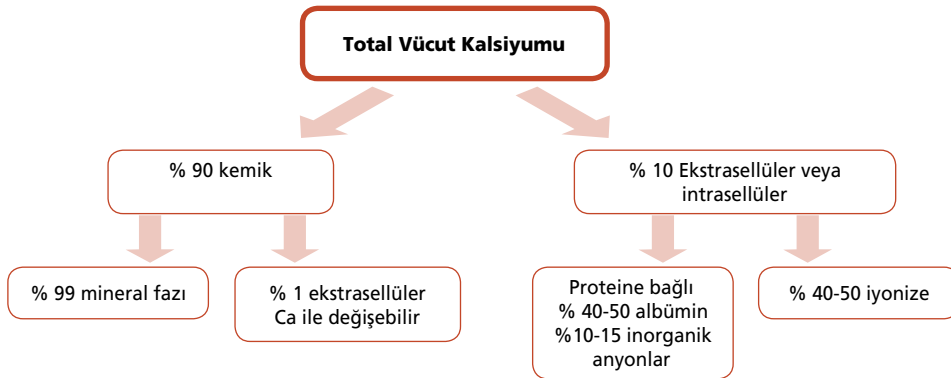 Total Vücut Kalsiyumu
% 90 kemik
% 10 Ekstrasellüler veya
intrasellüler
% 99 mineral fazı
% 1 ekstrasellüler
Ca ile değişebilir
Proteine bağlı
% 40-50 albümin
%10-15 inorganik
anyonlar
% 40-50 iyonize